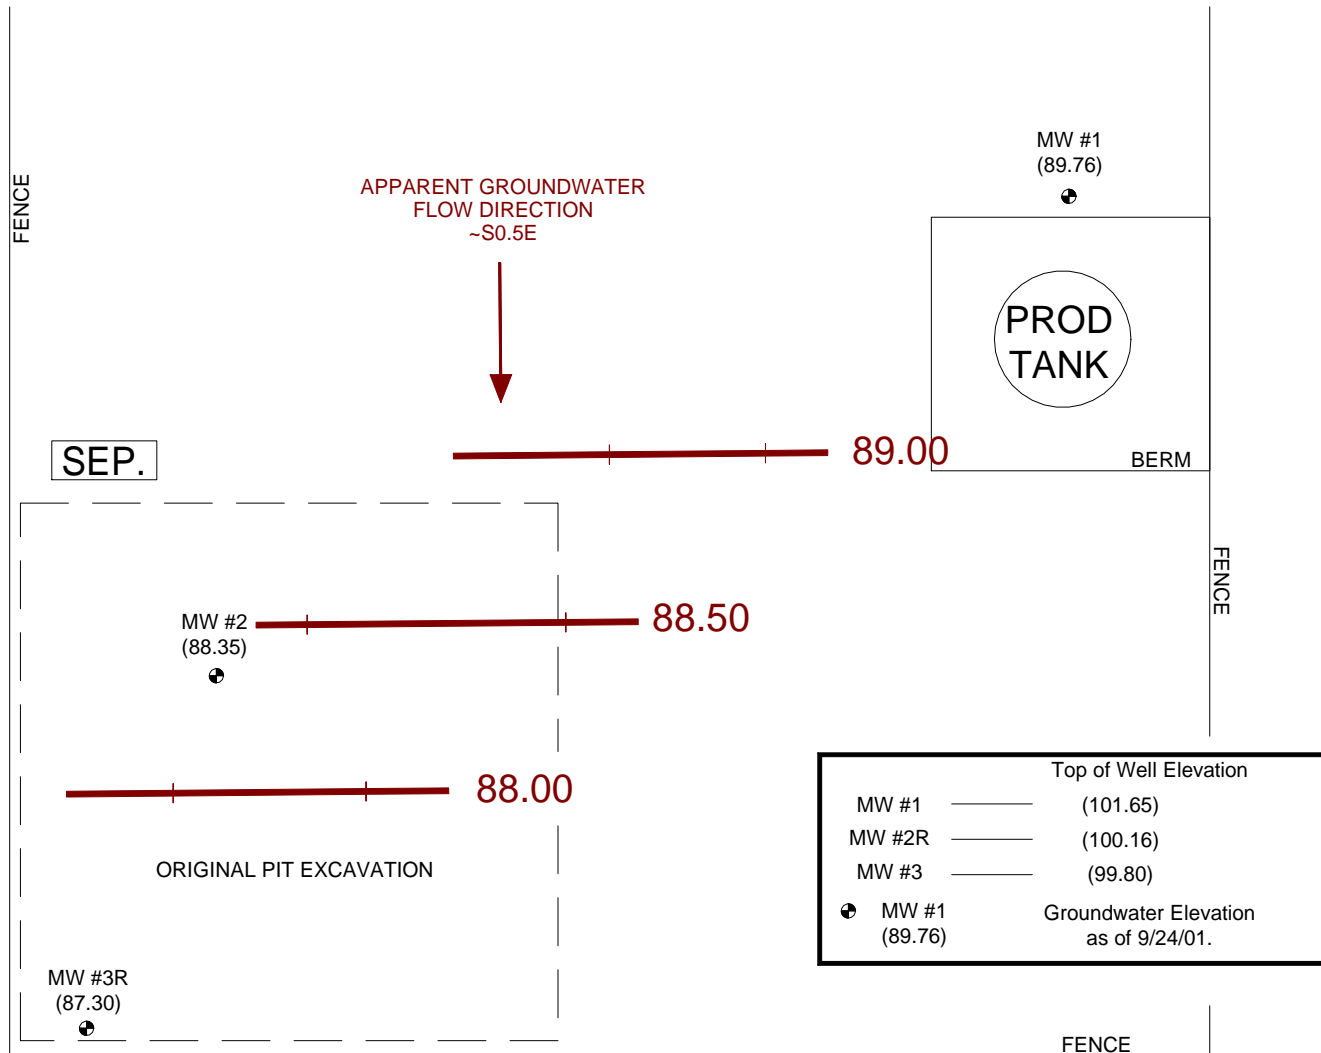 MW #1
(89.76)
FENCE
APPARENT GROUNDWATER
FLOW DIRECTION
~S0.5E
PROD
TANK
SEP.
89.00
BERM
FENCE
MW #2
(88.35)
88.50
88.00
Top of Well Elevation
MW #1 (101.65)
MW #2R (100.16)
MW #3 (99.80)
MW #1 Groundwater Elevation
(89.76) as of 9/24/01.
ORIGINAL PIT EXCAVATION
MW #3R
(87.30)
FENCE